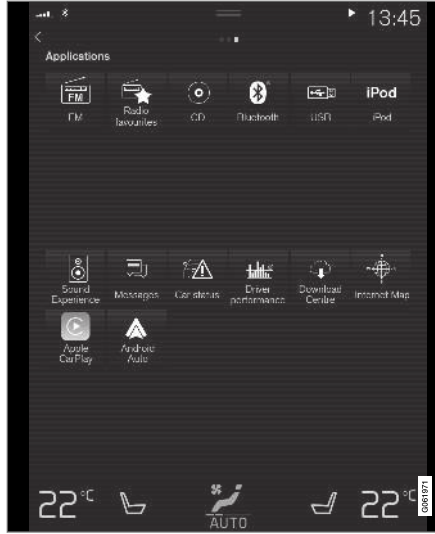 13:45
Applications
FM
FM
Radio
favourites
CD
Bluetooth
USB
iPod
iPod
Sound
Experience
Messages
Car status
Driver
performance
Download
Centre
Internet Map
Apple
CarPlay
Android
Auto
22°C
22°C
AUTO
G061971